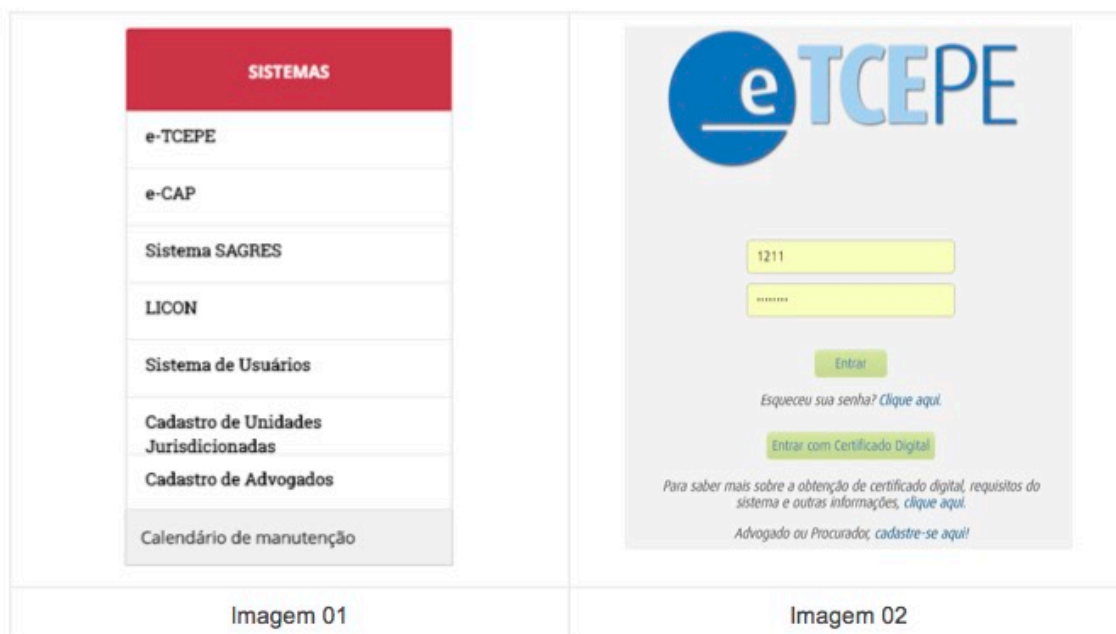 SISTEMAS
e-TCEPE
e-CAP
Sistema SAGRES
LICON
Sistema de Usuários
Cadastro de Unidades
Jurisdicionadas
Cadastro de Advogados
Calendário de manutenção
Imagem 01
eTCEPE
1211
Entrar
Esqueceu sua senha? Clique aqui.
Entrar com Certificado Digital
Para saber mais sobre a obtenção de certificado digital, requisitos do
sistema e outras informações, clique aqui.
Advogado ou Procurador, cadastre-se aqui!
Imagem 02